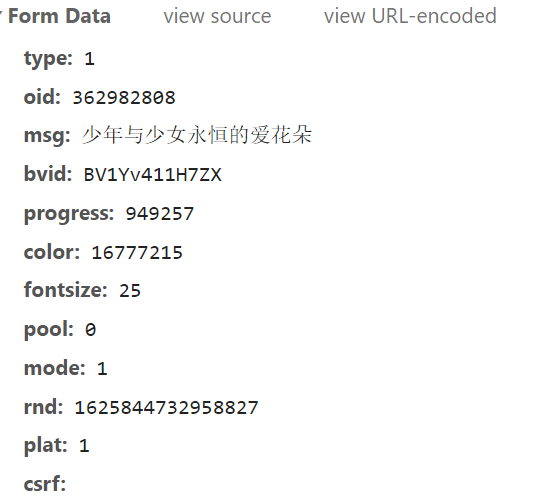 Form Data view source view URL-encoded
type: 1
oid: 362982808
msg: 少年与少女永恒的爱花朵
bvid: BV1Yv411H7ZX
progress: 949257
color: 16777215
fontsize: 25
pool: 0
mode: 1
rnd: 1625844732958827
plat: 1
csrf: